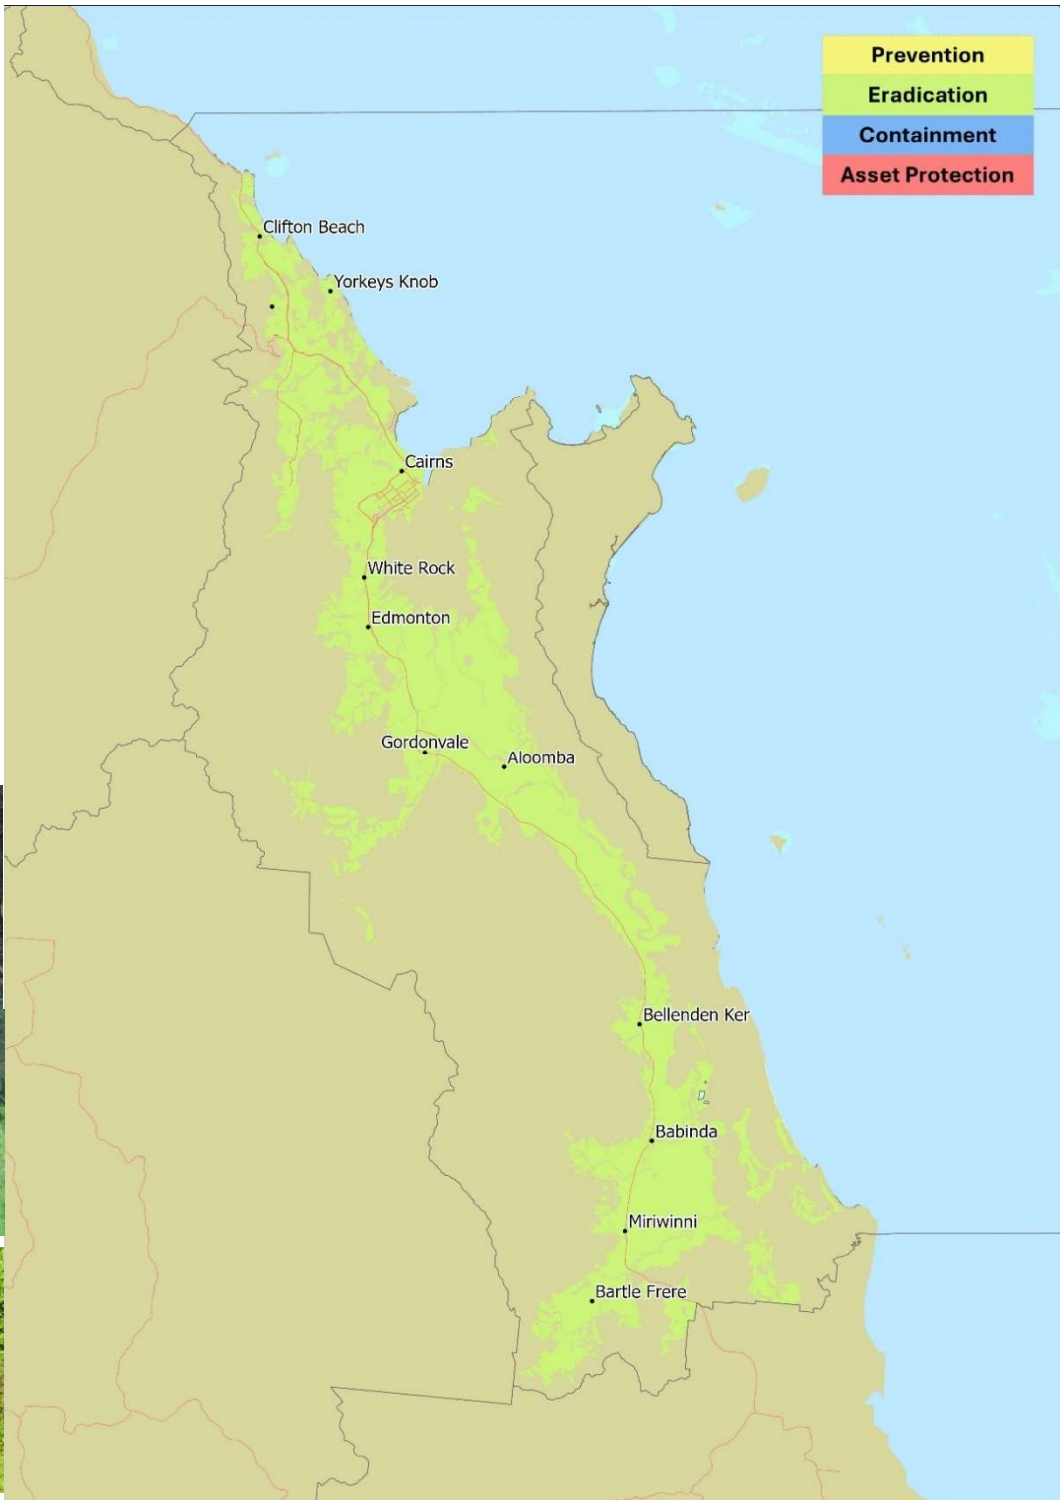 Prevention
Eradication
Containment
Asset Protection
Clifton Beach
Yorkeys Knob
Cairns
White Rock
Edmonton
Gordonvale
Aloomba
Bellenden Ker
Babinda
Miriwinni
Bartle Frere